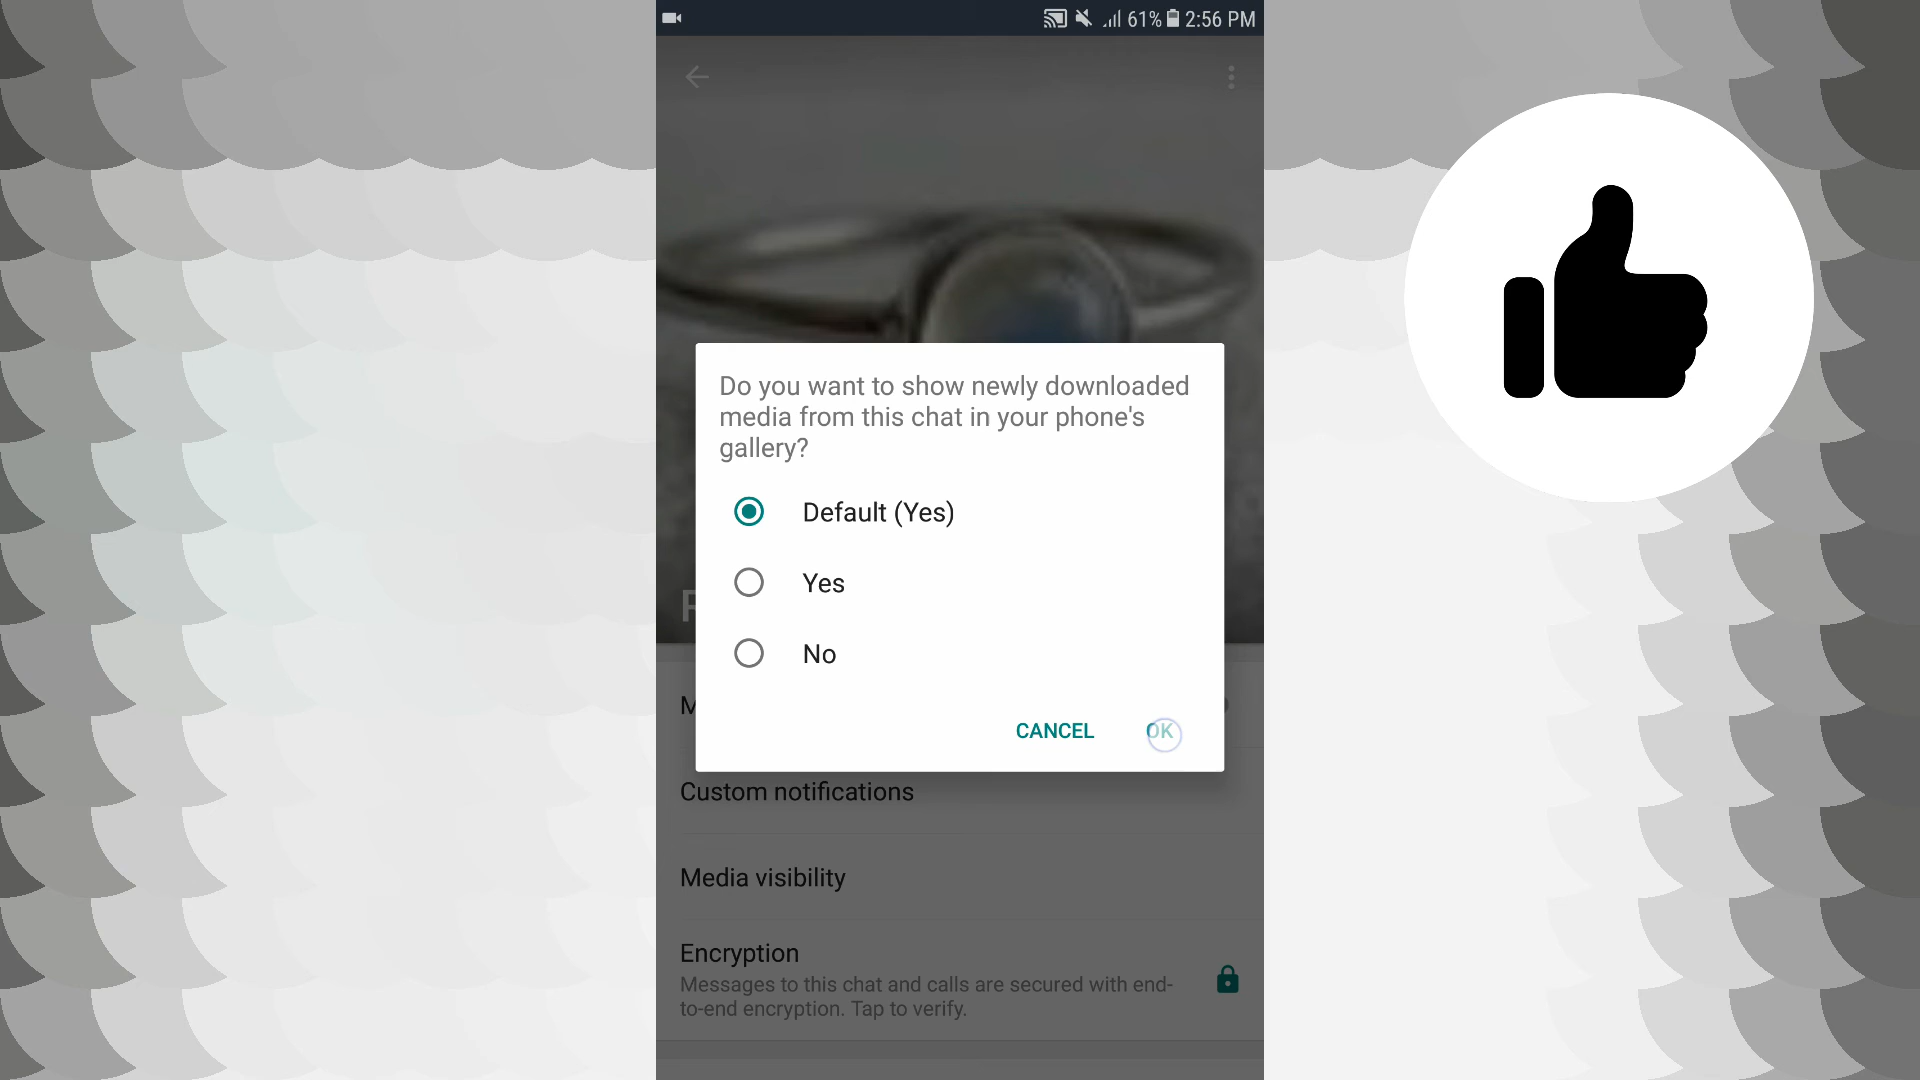 61% 2:56 PM
Do you want to show newly downloaded
media from this chat in your phone's
gallery?
Default (Yes)
Yes
No
CANCEL OK
Custom notifications
Media visibility
Encryption
Messages to this chat and calls are secured with end-
to-end encryption. Tap to verify.